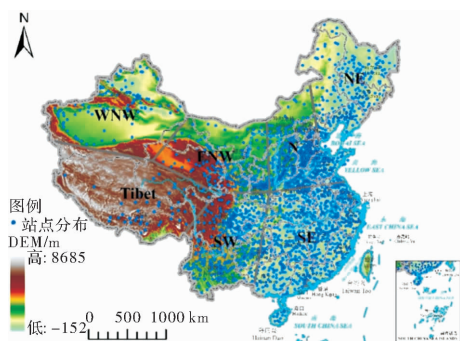 N
NE
WNW
ENW
N
YELLOW SEA
Tibet
图例
站点分布
DEM/m
高: 8685
SW
SE
EAST CHINA SEA
低: -152
0 500 1000 km
SOUTH CHINA SEA